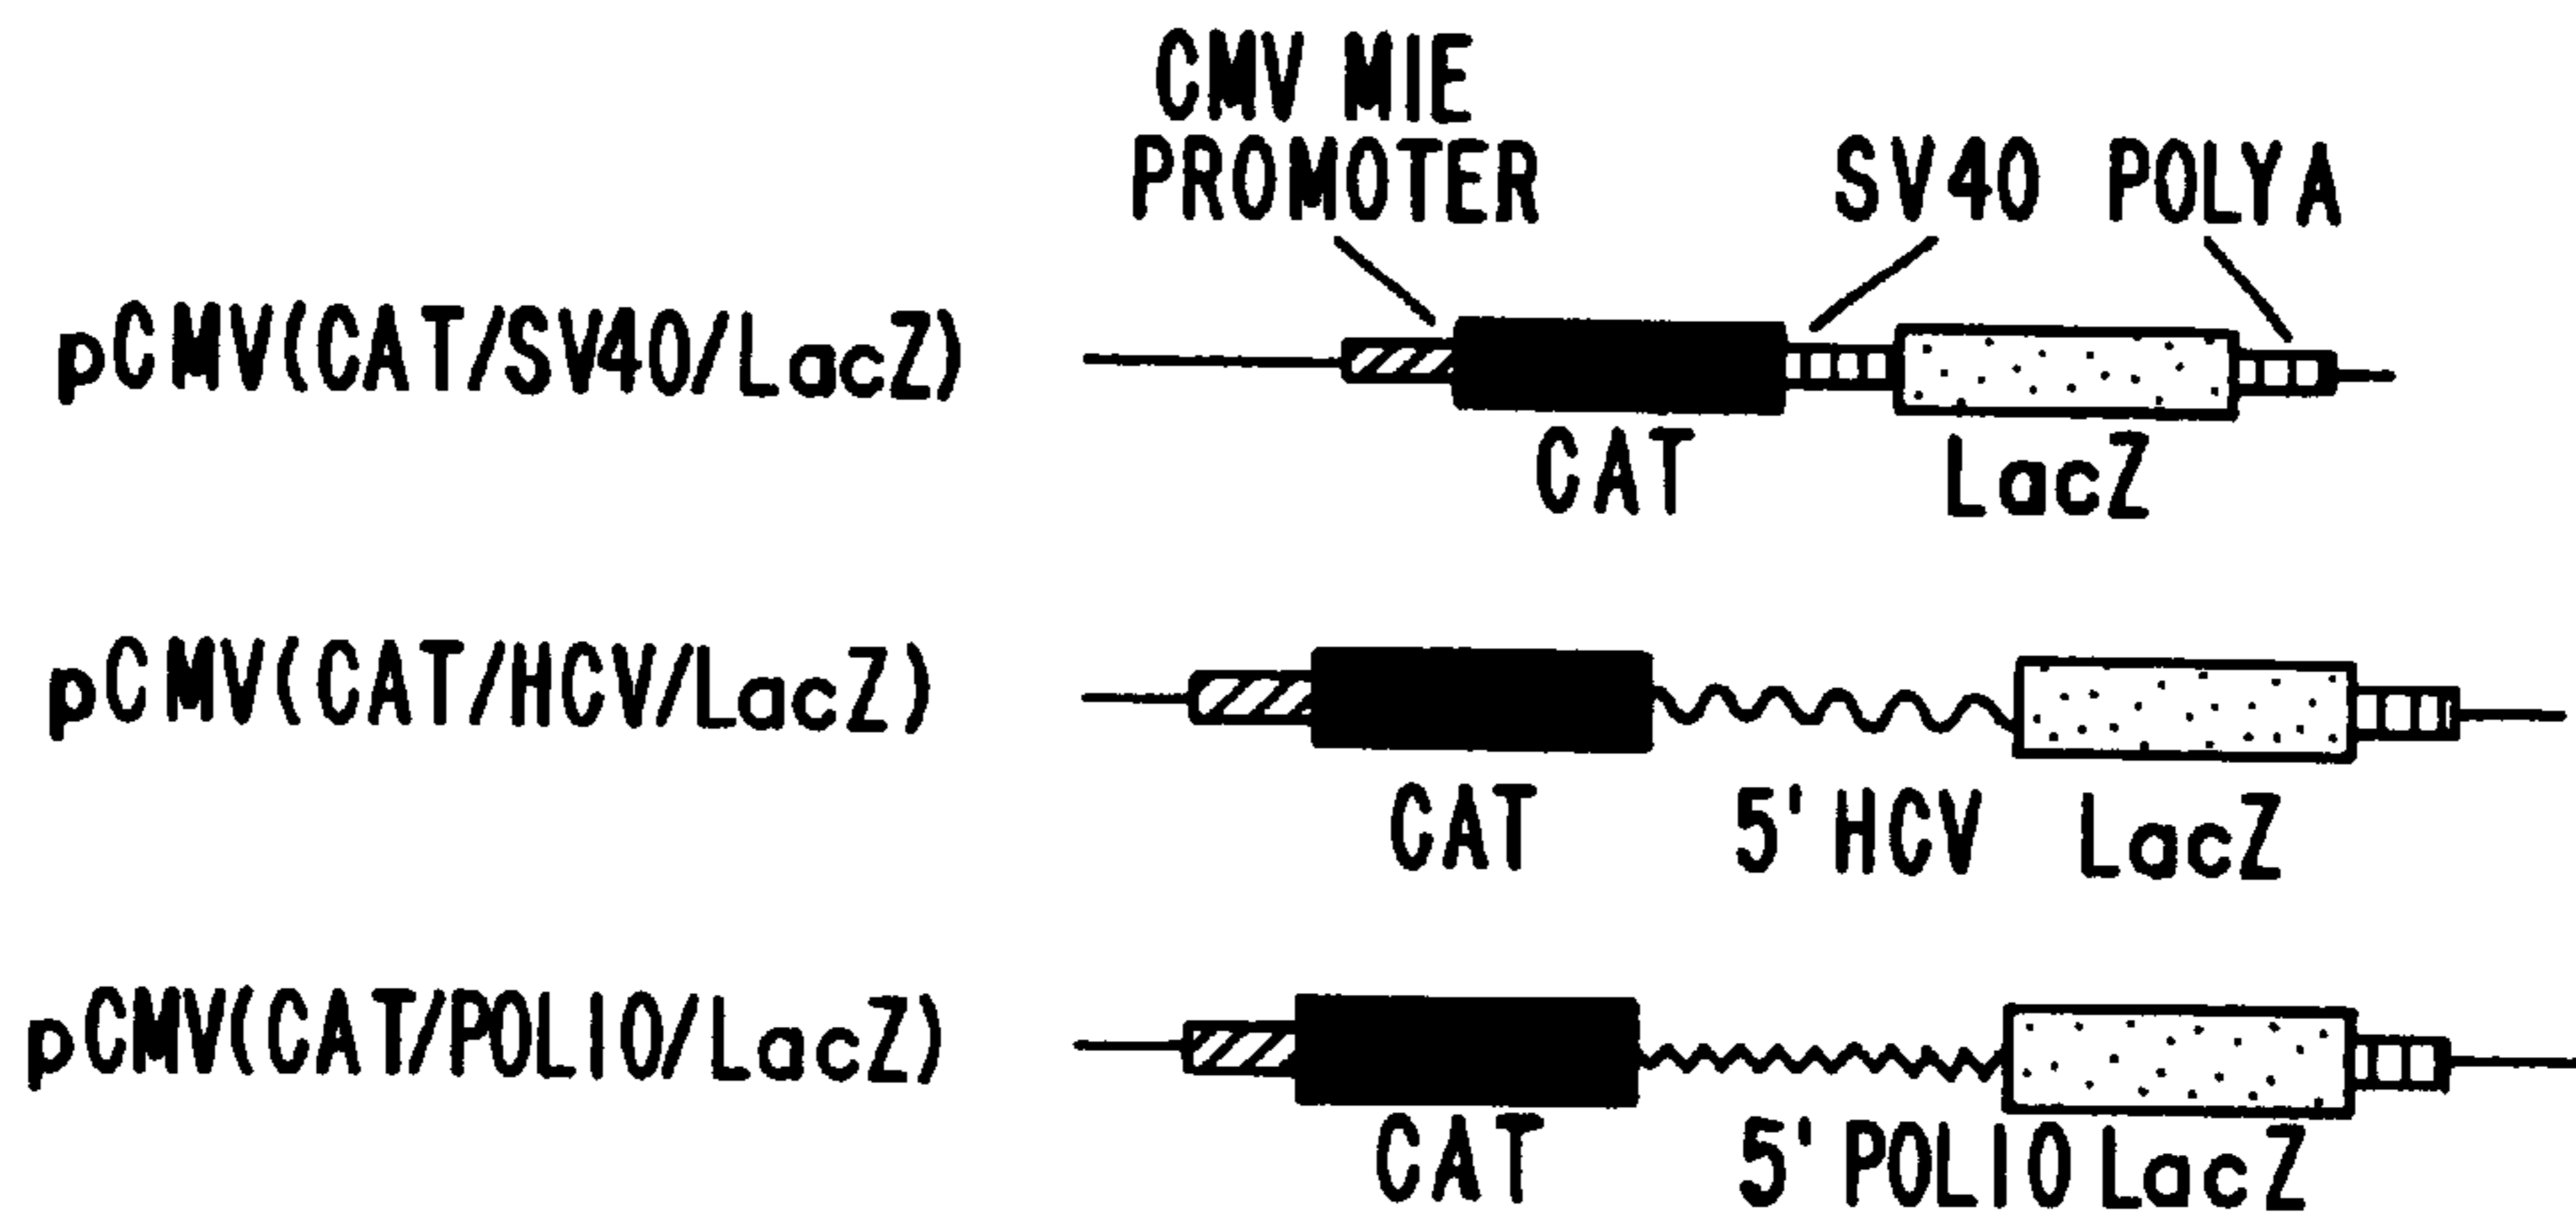 CMV MIE
PROMOTER
SV40 POLYA
pCMV(CAT/SV40/LacZ)
CAT LacZ
pCMV(CAT/HCV/LacZ)
CAT 5' HCV LacZ
pCMV(CAT/POLIO/LacZ)
CAT 5' POLIO LacZ